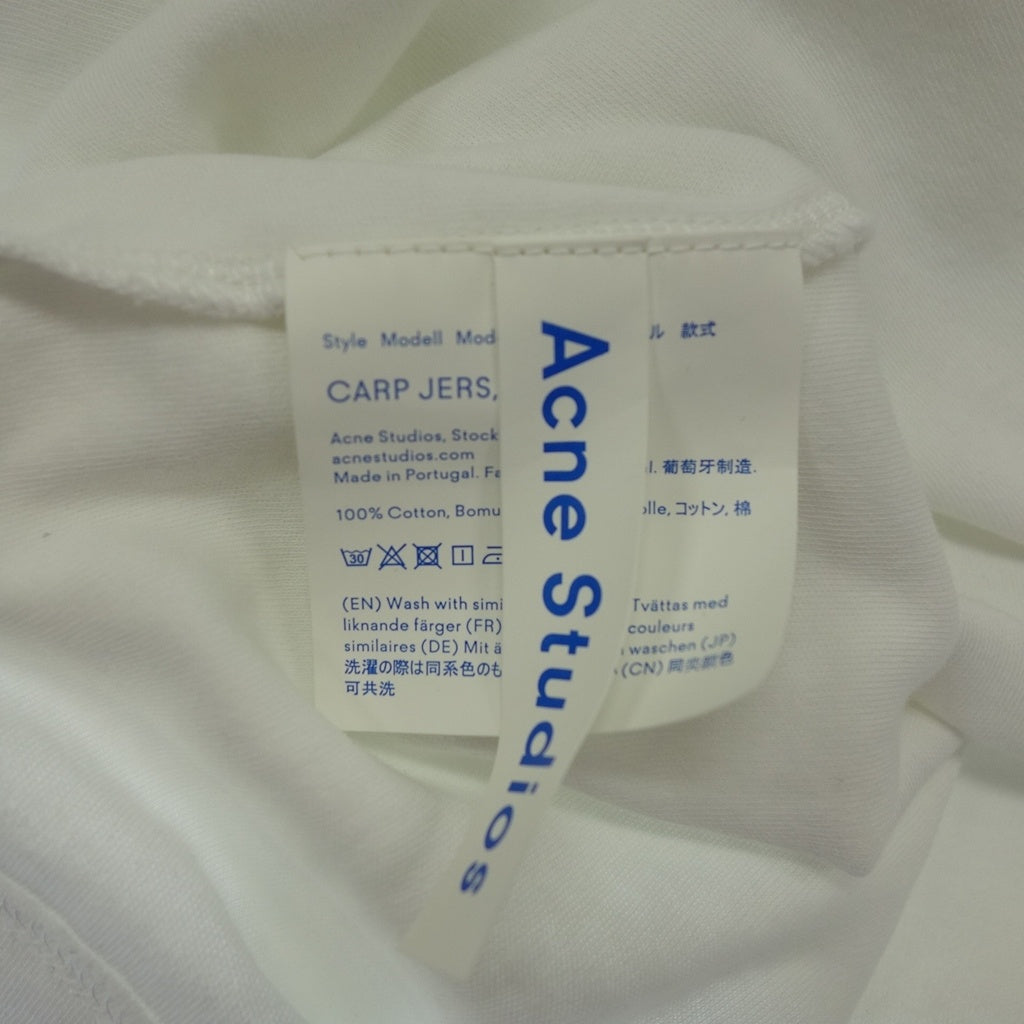 Style Modell Mod ル 款式
CARP JERS,
Acne Studios, Stock
acnestudios.com
Made in Portugal. Fa l. 葡萄牙制造.
100% Cotton, Bomu olle, コットン, 棉
30
(EN) Wash with simi Tvättas med
liknande färger (FR) couleurs
similaires (DE) Mit ä waschen (JP)
洗濯の際は同系色のも (CN) 同类颜色
可共洗
Acne Studios